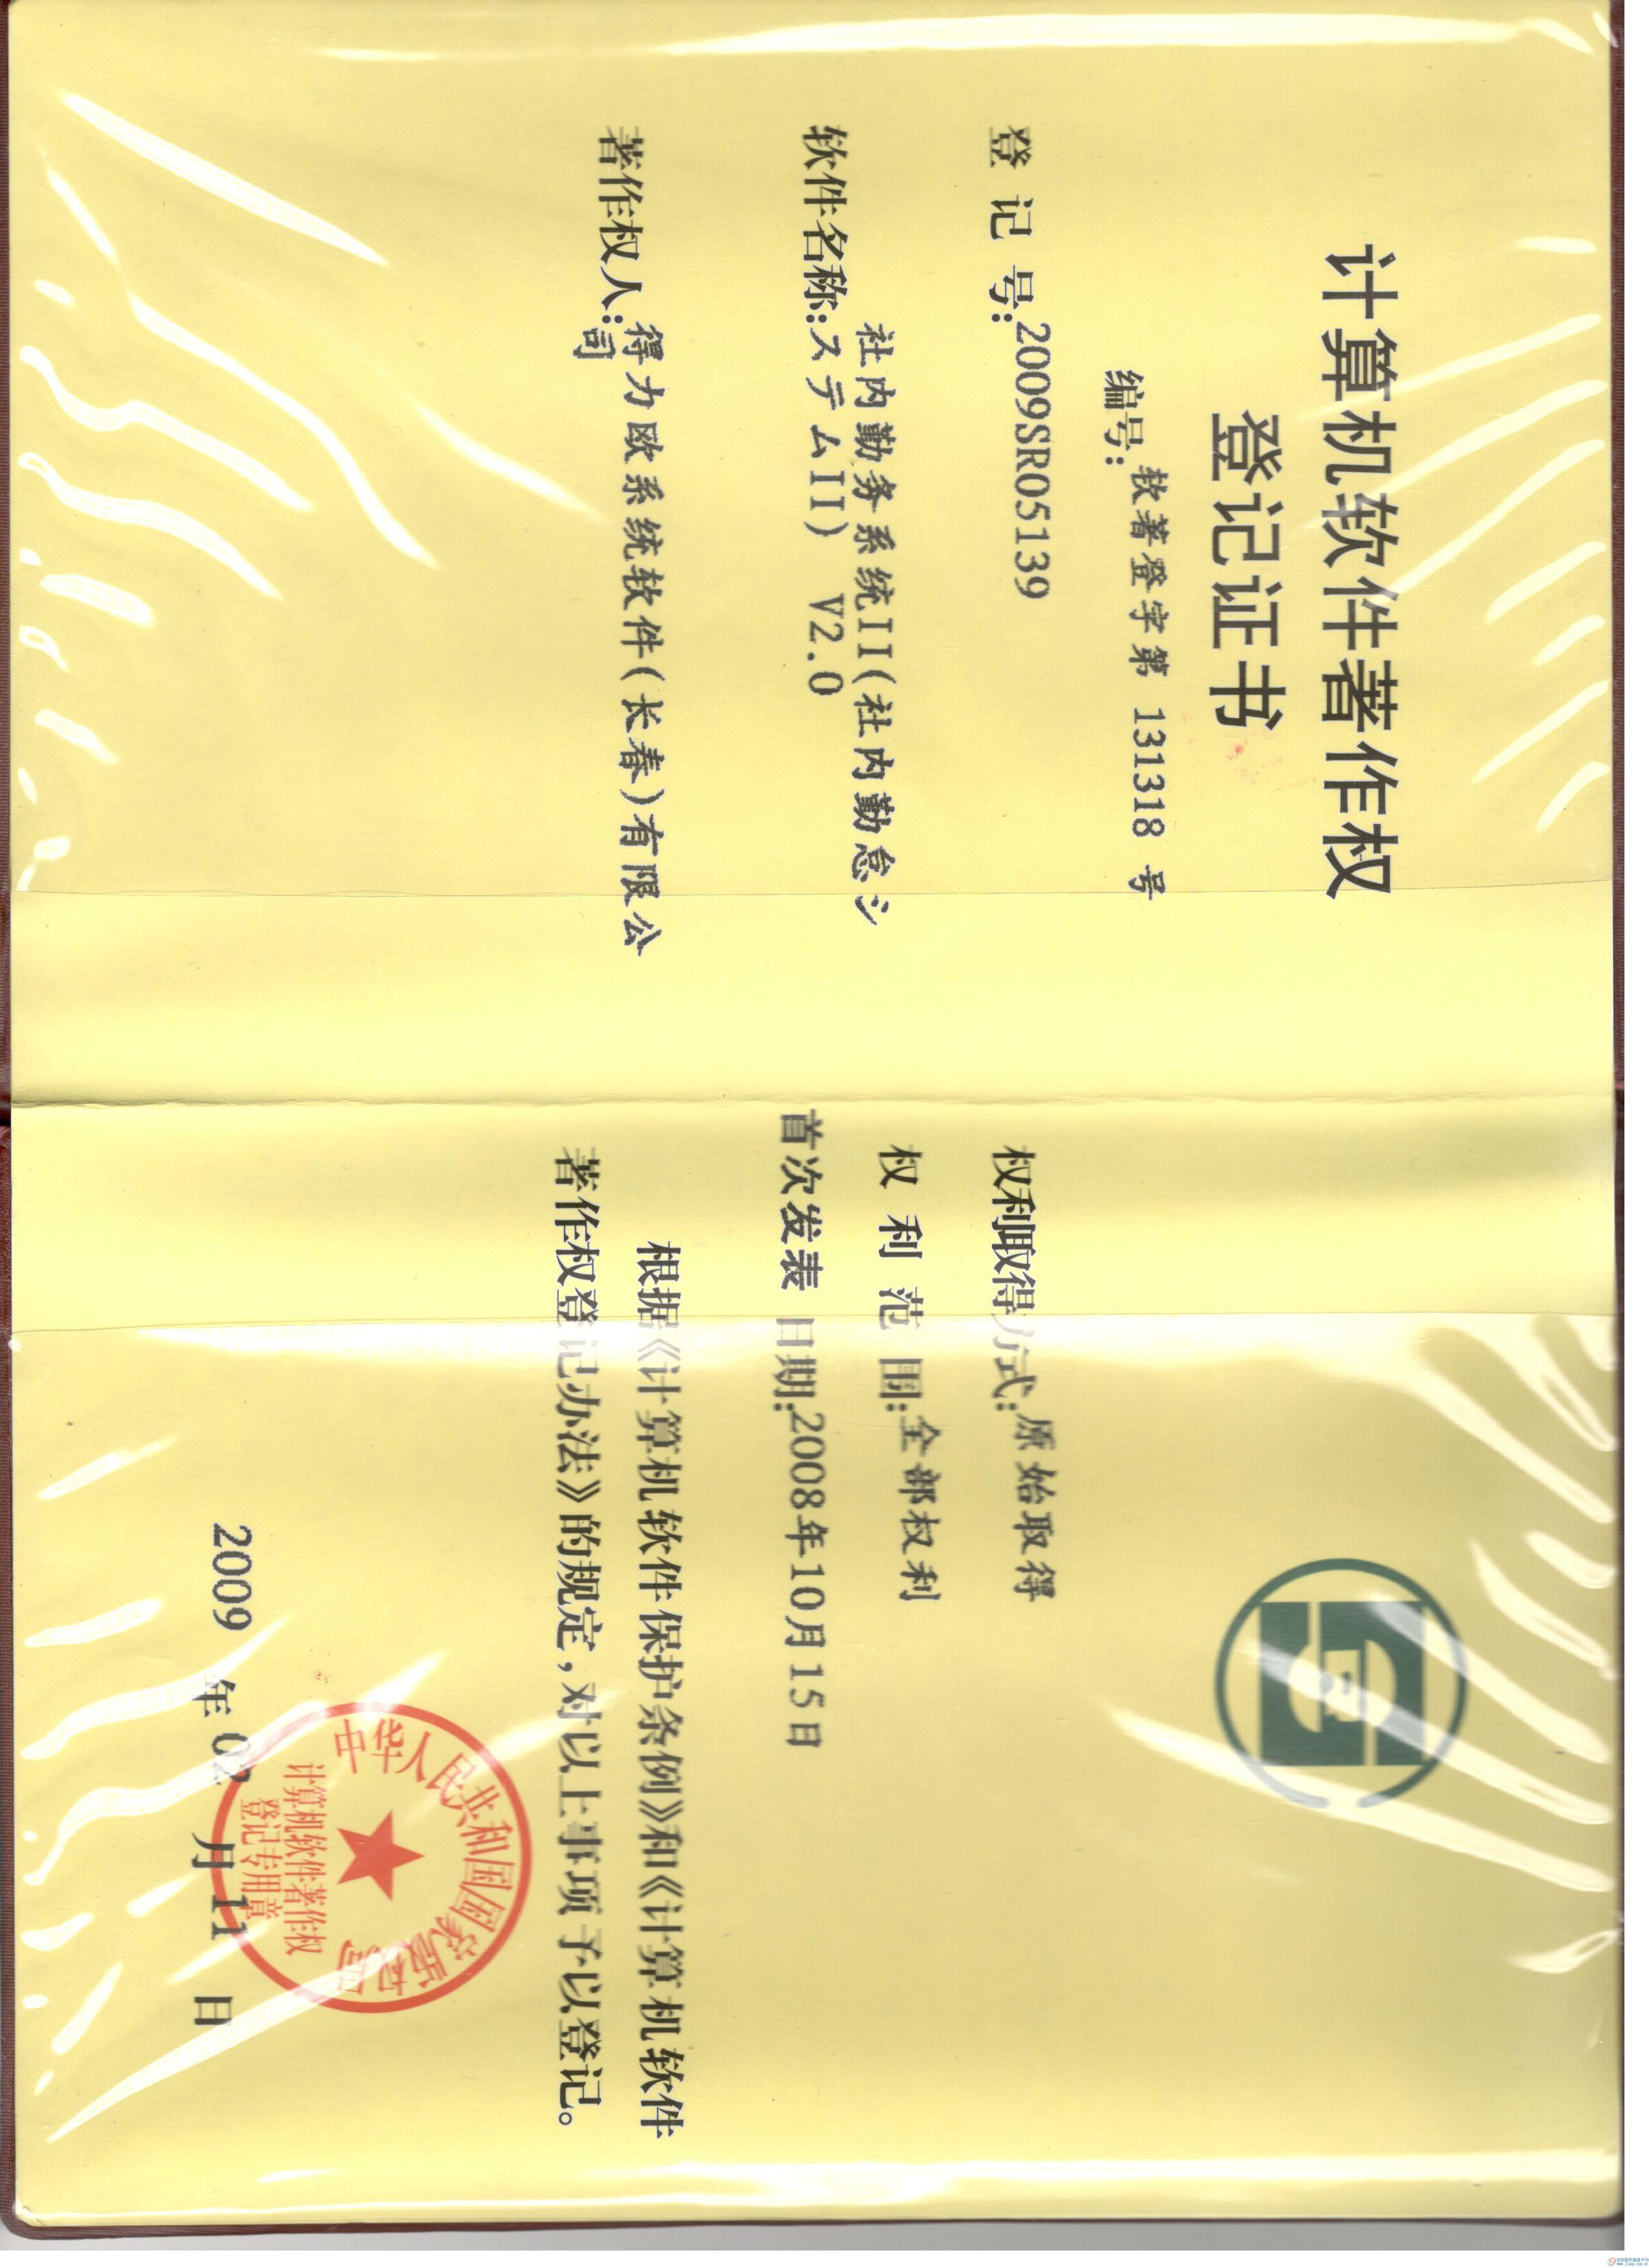 计算机软件著作权
登记证书
编号:软著登字第 131318 号
登 记 号:2009SR05139
社内勤务系统II(社内勤怠シ
软件名称:ステムII) V2.0
著作权人:得力欧系统软件(长春)有限公
司
权利取得方式:原始取得
权 利 范 围:全部权利
首次发表 日期:2008年10月15日
根据《计算机软件保护条例》和《计算机软件
著作权登记办法》的规定,对以上事项予以登记。
中华人民共和国国家版权局
计算机软件著作权
登记专用章
2009 年 02 月 11 日